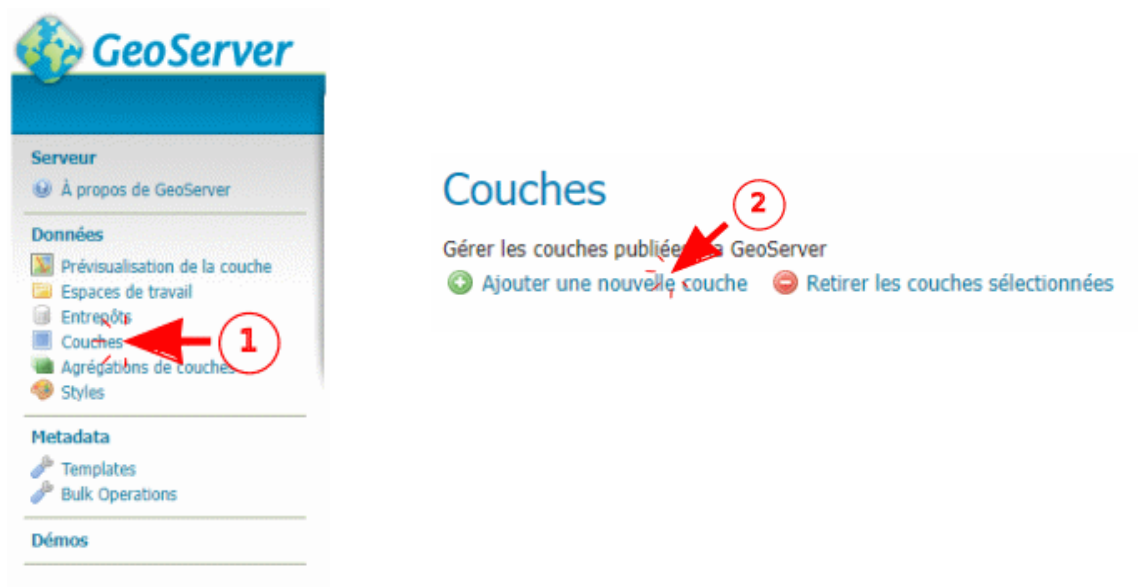 GeoServer
Serveur
À propos de GeoServer
Données
Prévisualisation de la couche
Espaces de travail
Entrepôts
Couches
1
Agrégations de couches
Styles
Metadata
Templates
Bulk Operations
Démos
Couches
2
Gérer les couches publiées GeoServer
Ajouter une nouvelle couche
Retirer les couches sélectionnées